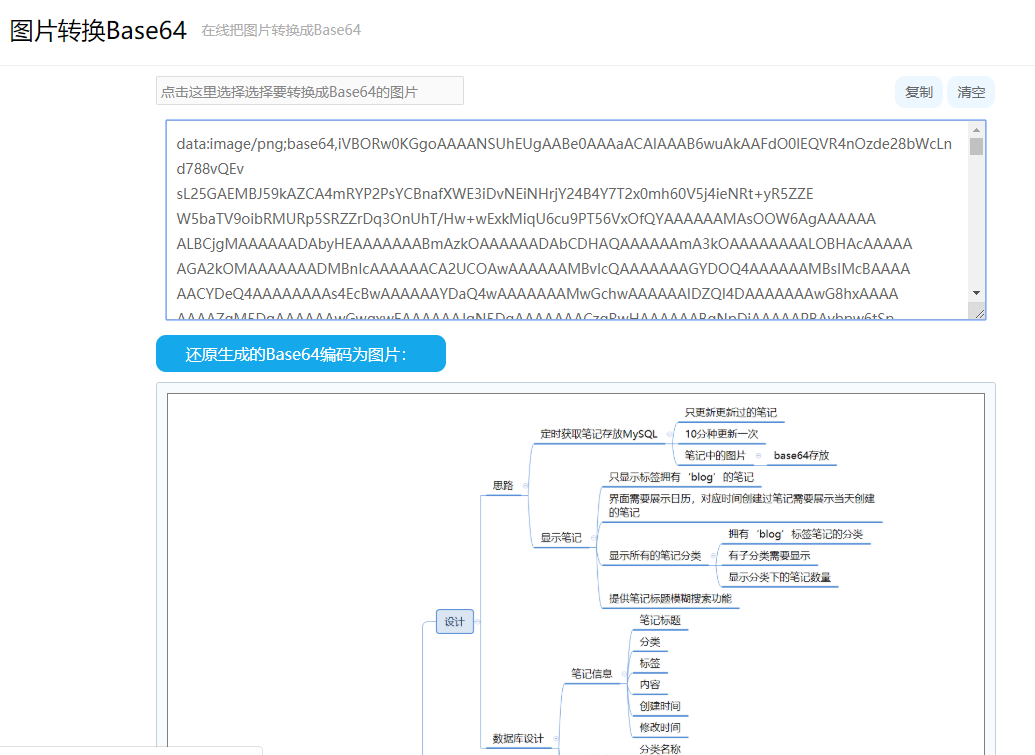 图片转换Base64 在线把图片转换成Base64
点击这里选择选择要转换成Base64的图片
复制 清空
data:image/png;base64,iVBORw0KGgoAAAANSUhEUgAABe0AAAaACAIAAAB6wuAkAAFdO0lEQVR4nOzde28bWcLn
d788vQEv
sL25GAEMBJ59kAZCA4mRYP2PsYCBnafXWE3iDvNEiNHrjY24B4Y7T2x0mh60V5j4ieNRt+yR5ZZE
W5baTV9oibRMURp5SRZZrDq3OnUhT/Hw+wExkMiqU6cu9PT56VxOfQYAAAAAAMAsOOW6AgAAAAAA
ALBCjgMAAAAAADAbyHEAAAAAAABmAzkOAAAAAADAbCDHAQAAAAAAmA3kOAAAAAAAALOBHAcAAAAA
AGA2kOMAAAAAAADMBnIcAAAAAACA2UCOAwAAAAAAMBvIcQAAAAAAAGYDOQ4AAAAAAMBsIMcBAAAA
AACYDeQ4AAAAAAAAs4EcBwAAAAAAYDaQ4wAAAAAAAMwGchwAAAAAAIDZQI4DAAAAAAAwG8hxAAAA
还原生成的Base64编码为图片：
只更新更新过的笔记
定时获取笔记存放MySQL
10分种更新一次
笔记中的图片 base64存放
思路
只显示标签拥有‘blog’的笔记
界面需要展示日历，对应时间创建过笔记需要展示当天创建
的笔记
显示笔记
拥有‘blog’标签笔记的分类
显示所有的笔记分类 有子分类需要显示
显示分类下的笔记数量
提供笔记标题模糊搜索功能
设计
笔记标题
分类
标签
笔记信息
内容
创建时间
修改时间
数据库设计
分类名称